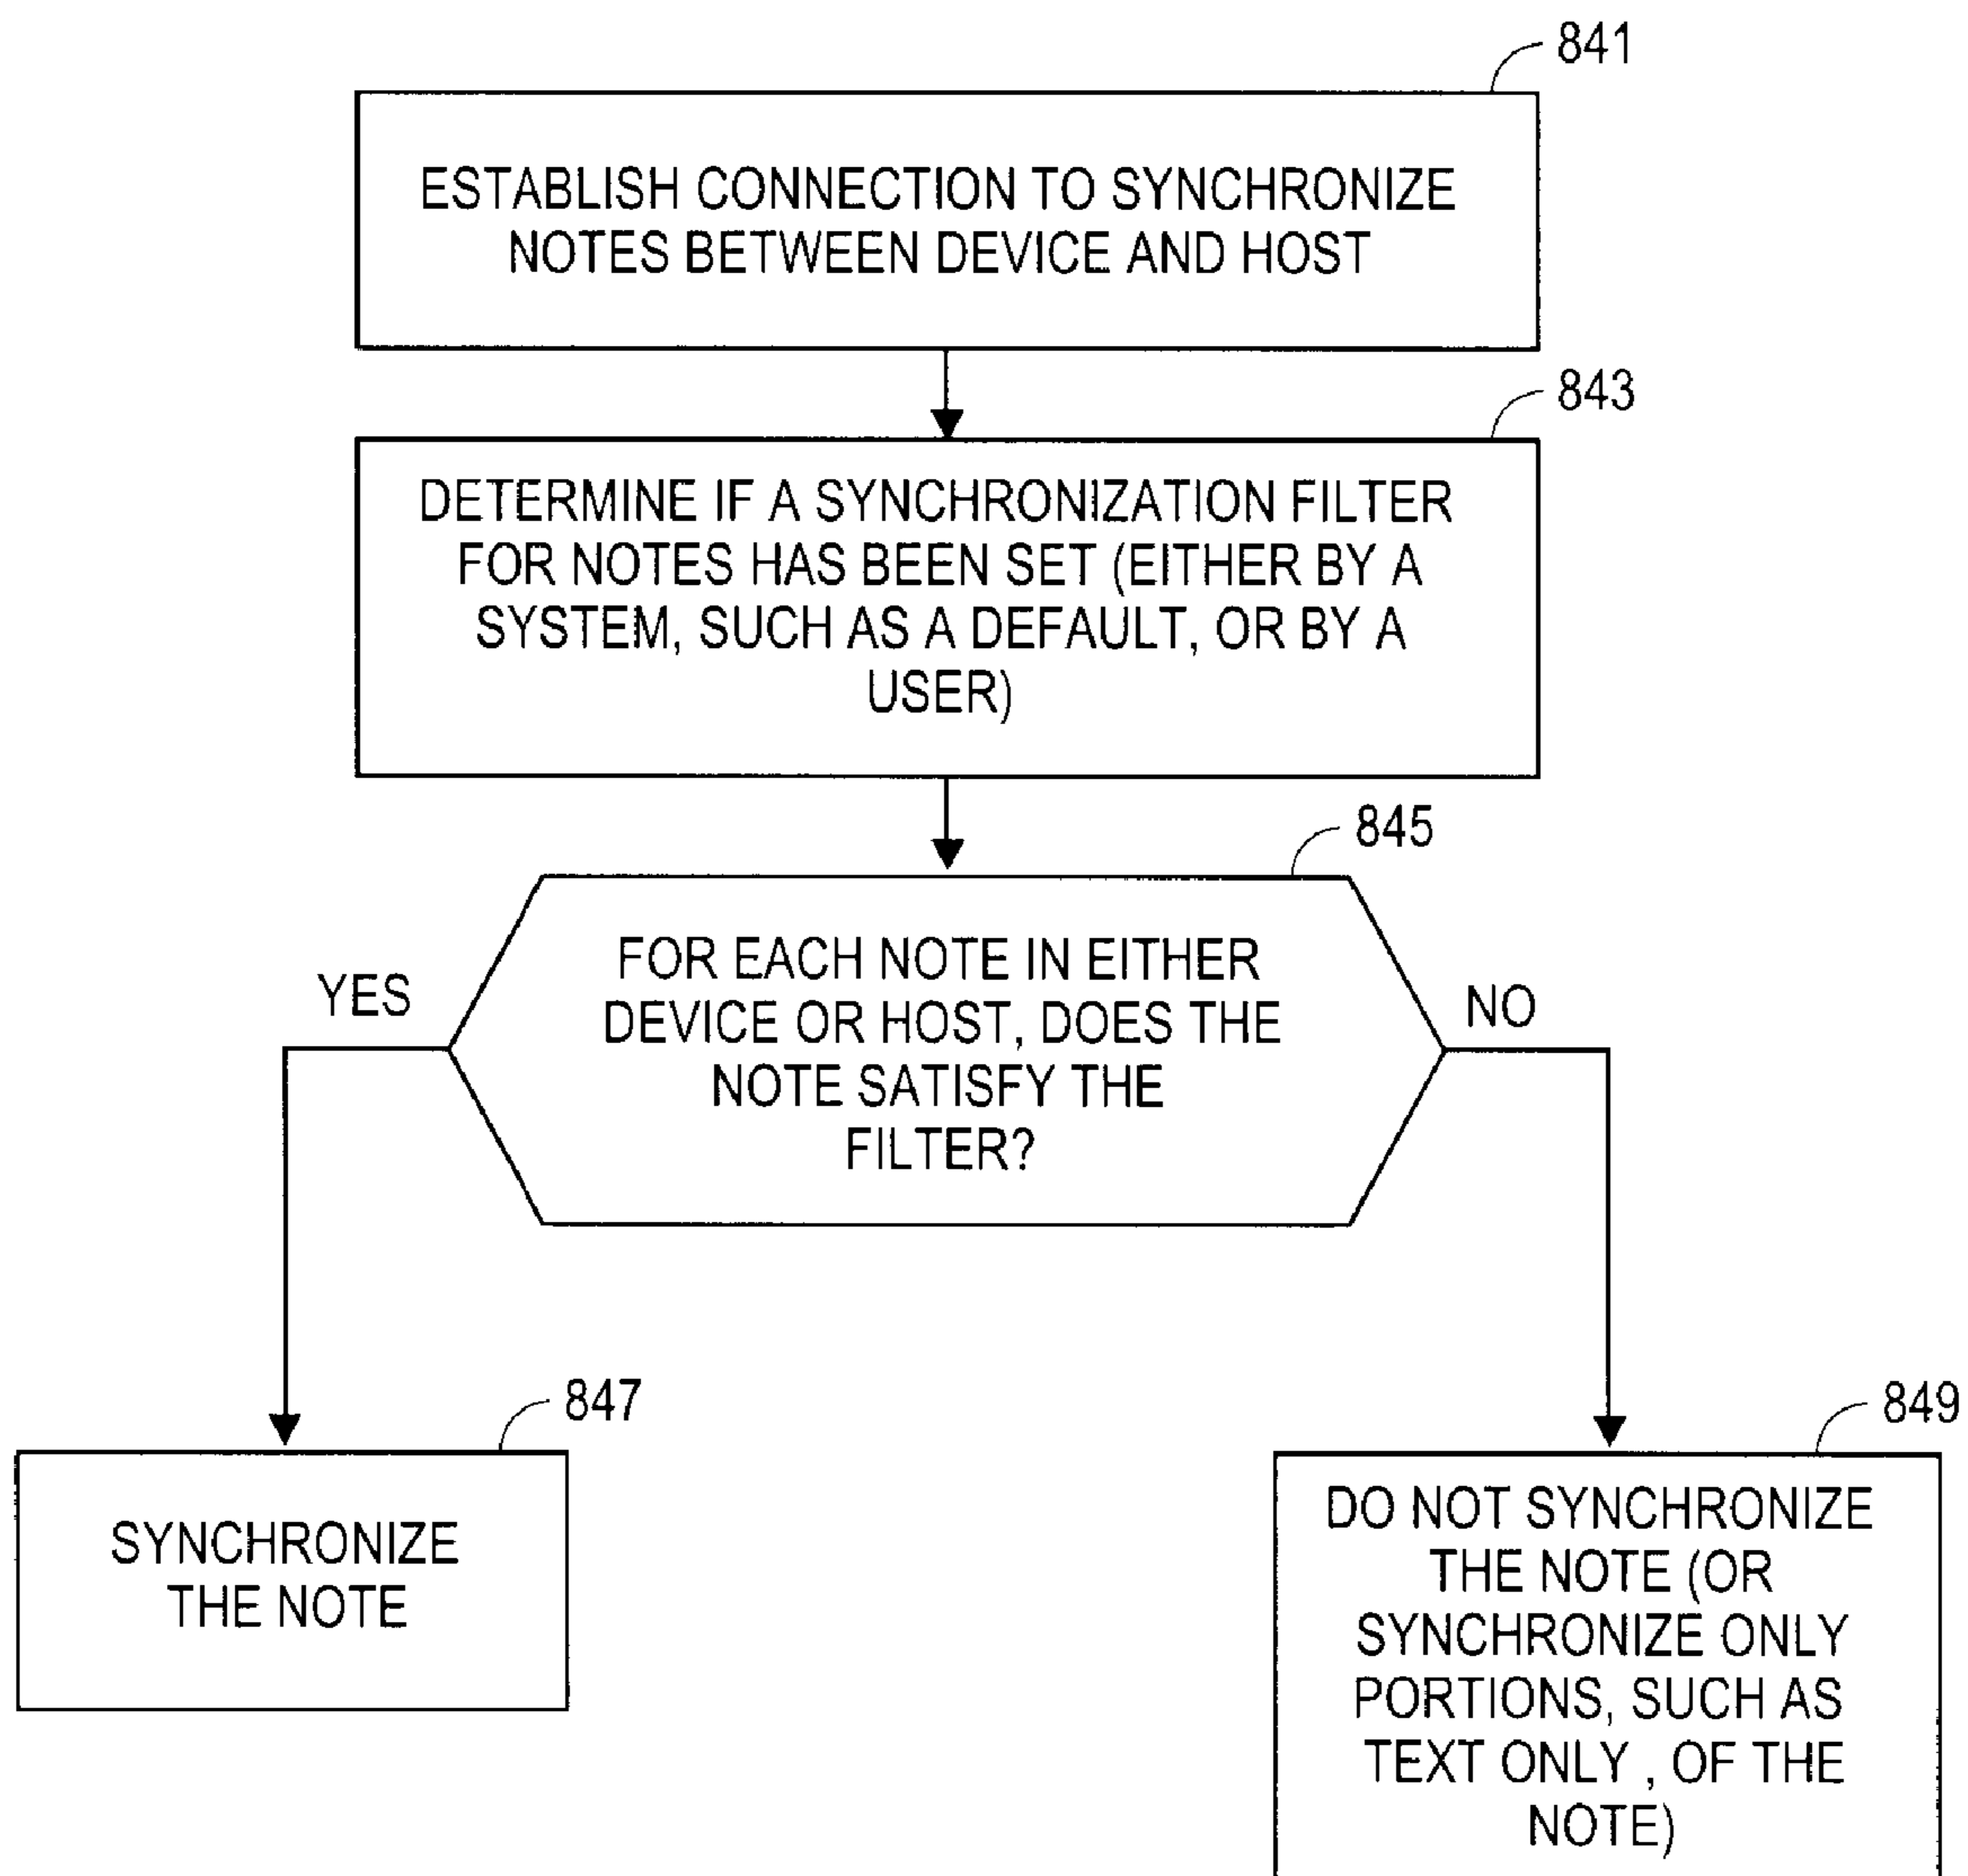 841
ESTABLISH CONNECTION TO SYNCHRONIZE
NOTES BETWEEN DEVICE AND HOST
843
DETERMINE IF A SYNCHRONIZATION FILTER
FOR NOTES HAS BEEN SET (EITHER BY A
SYSTEM, SUCH AS A DEFAULT, OR BY A
USER)
845
FOR EACH NOTE IN EITHER
DEVICE OR HOST, DOES THE
NOTE SATISFY THE
FILTER?
YES
NO
847
SYNCHRONIZE
THE NOTE
849
DO NOT SYNCHRONIZE
THE NOTE (OR
SYNCHRONIZE ONLY
PORTIONS, SUCH AS
TEXT ONLY , OF THE
NOTE)